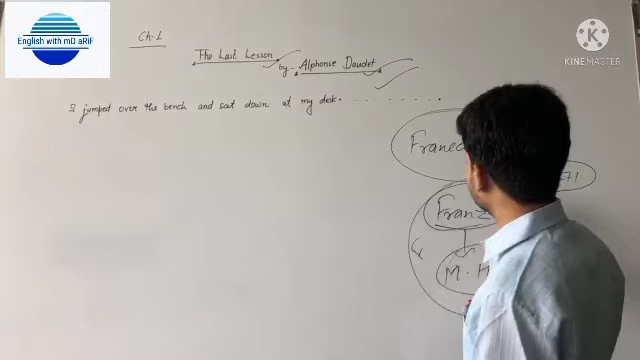 English with mD aRiF
KINEMASTER
Ch-1
The Last Lesson
by- Alphonse Daudet
I jumped over the bench and sat down at my desk. . . . . . . . .
71
Franz
M. H